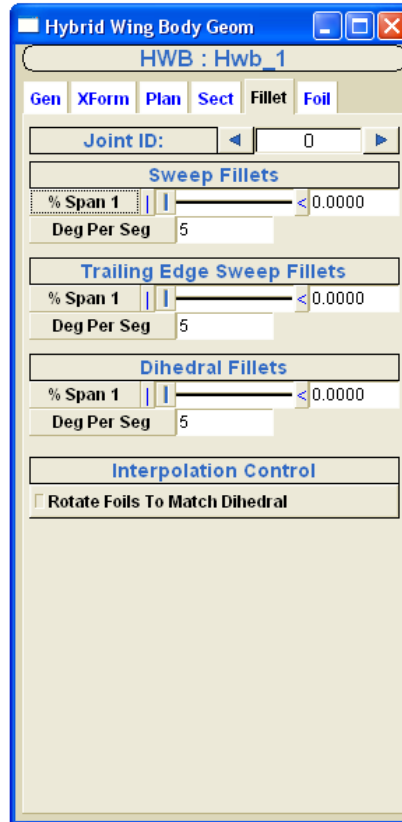 Hybrid Wing Body Geom
HWB : Hwb_1
Gen XForm Plan Sect Fillet Foil
Joint ID: 0
Sweep Fillets
% Span 1 | < 0.0000
Deg Per Seg 5
Trailing Edge Sweep Fillets
% Span 1 | < 0.0000
Deg Per Seg 5
Dihedral Fillets
% Span 1 | < 0.0000
Deg Per Seg 5
Interpolation Control
Rotate Foils To Match Dihedral